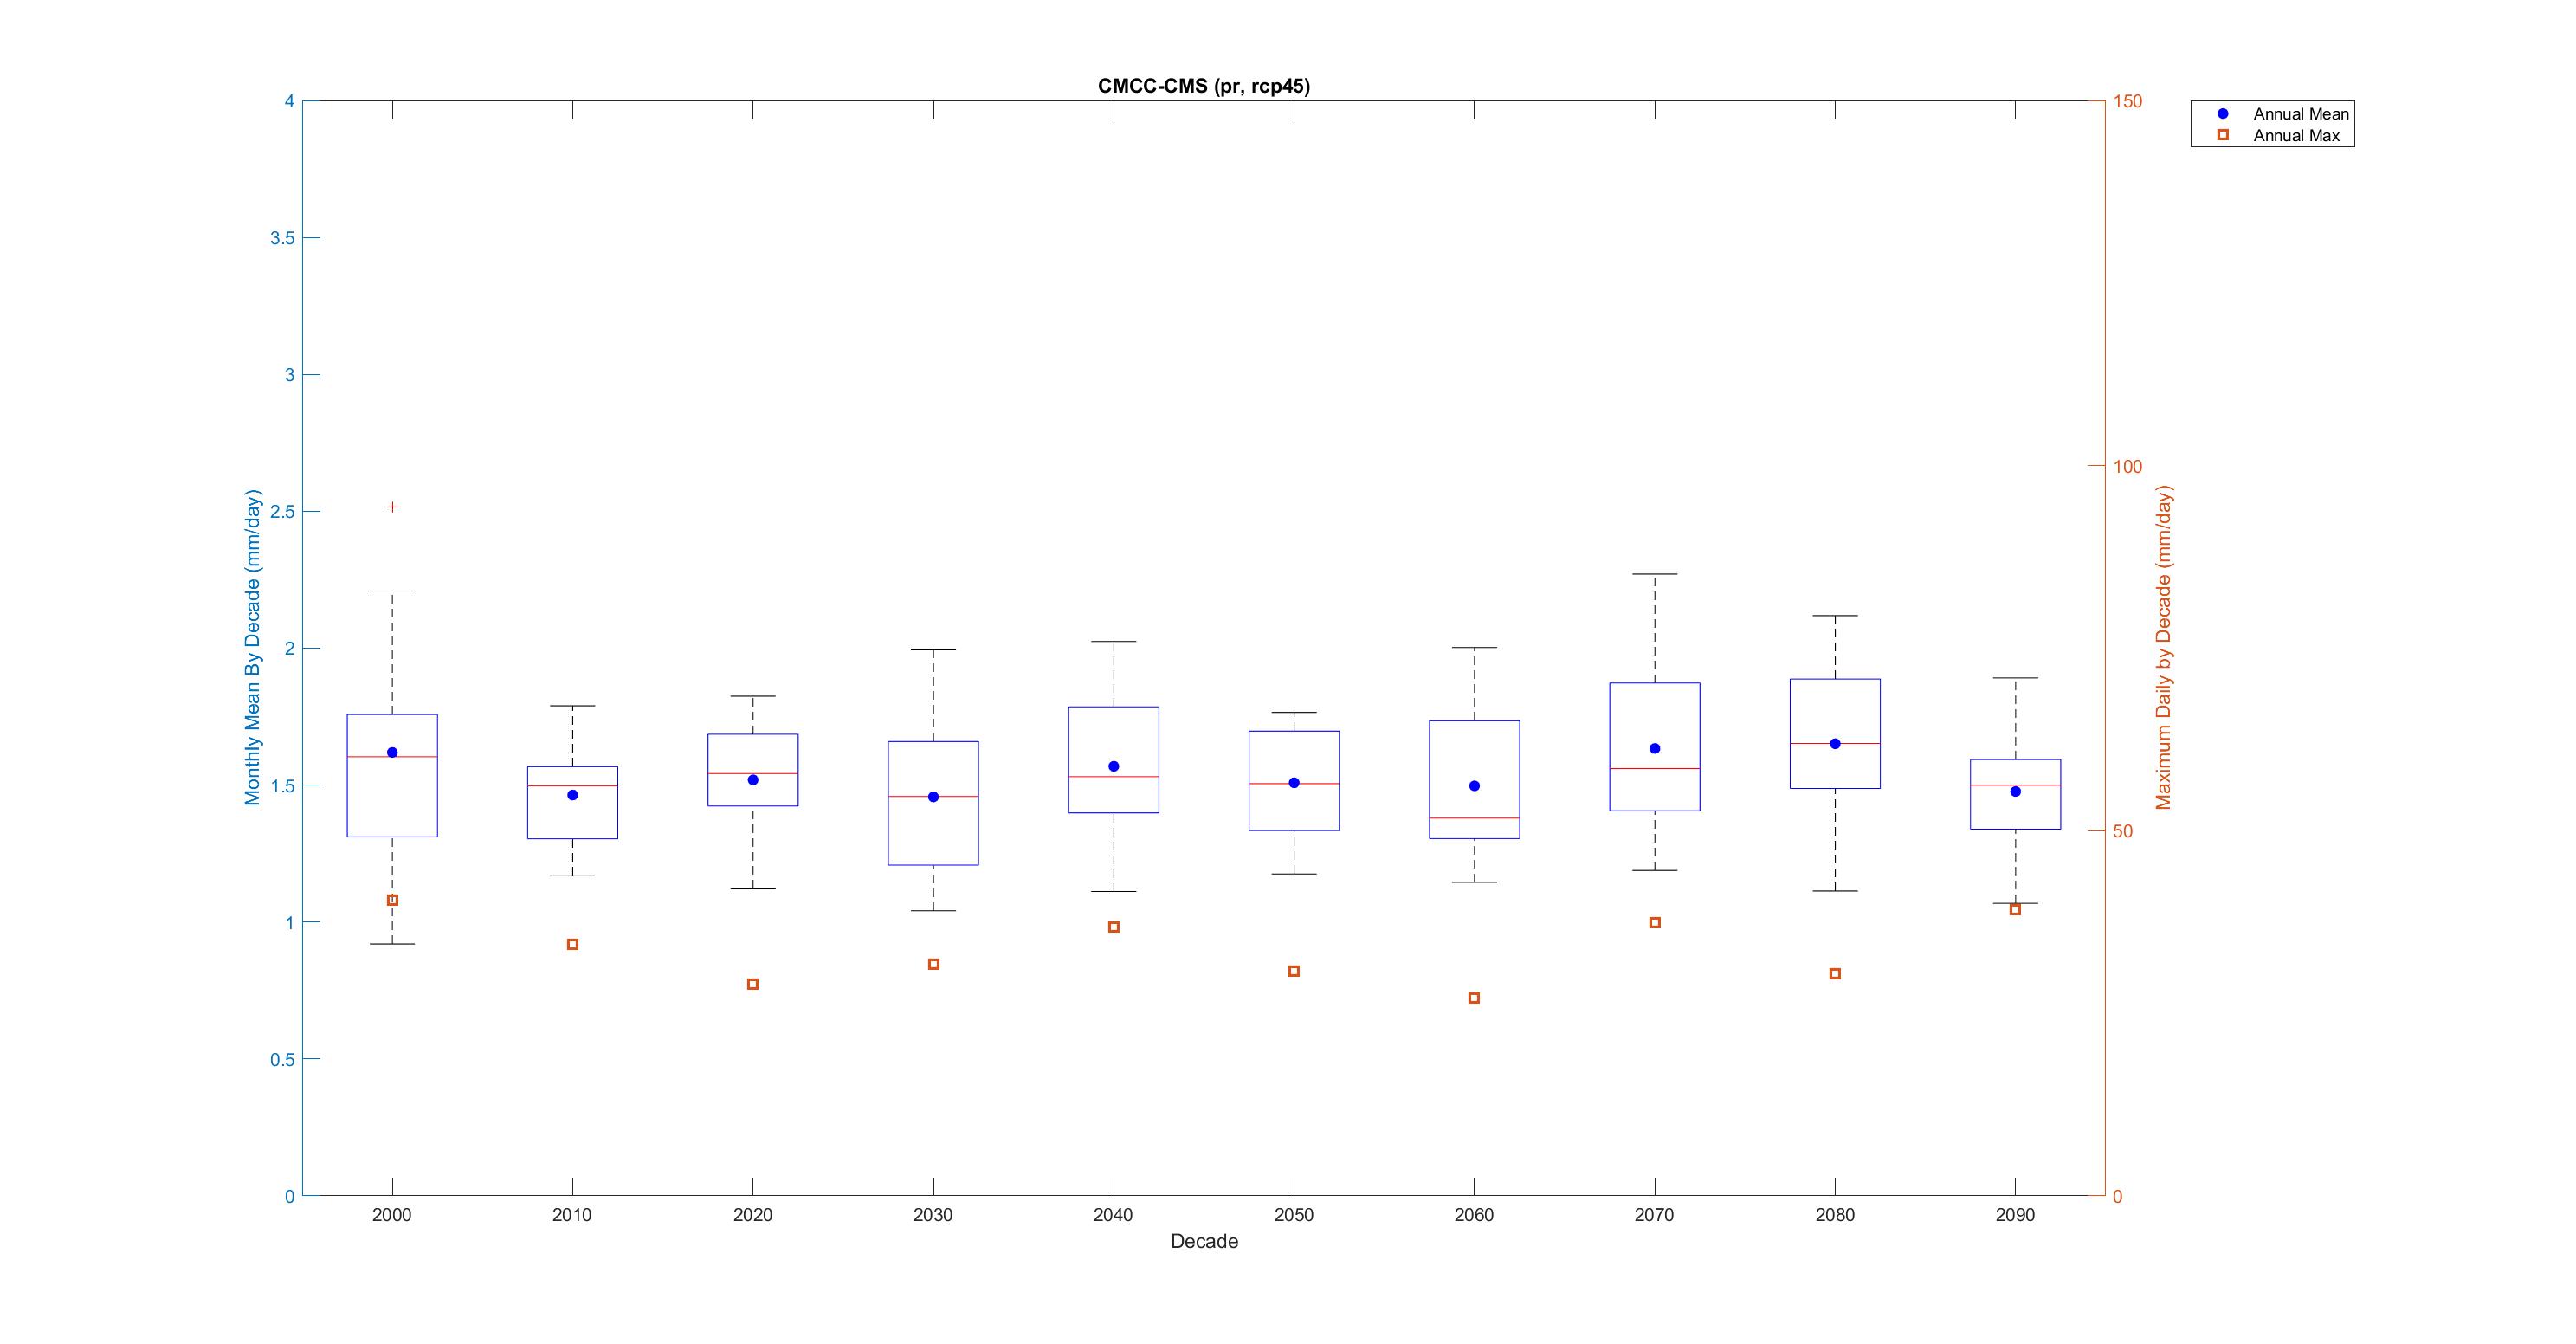 CMCC-CMS (pr, rcp45)
4
3.5
3
2.5
2
1.5
1
0.5
0
Monthly Mean By Decade (mm/day)
150
100
50
0
Maximum Daily by Decade (mm/day)
Annual Mean
Annual Max
2000 2010 2020 2030 2040 2050 2060 2070 2080 2090
Decade